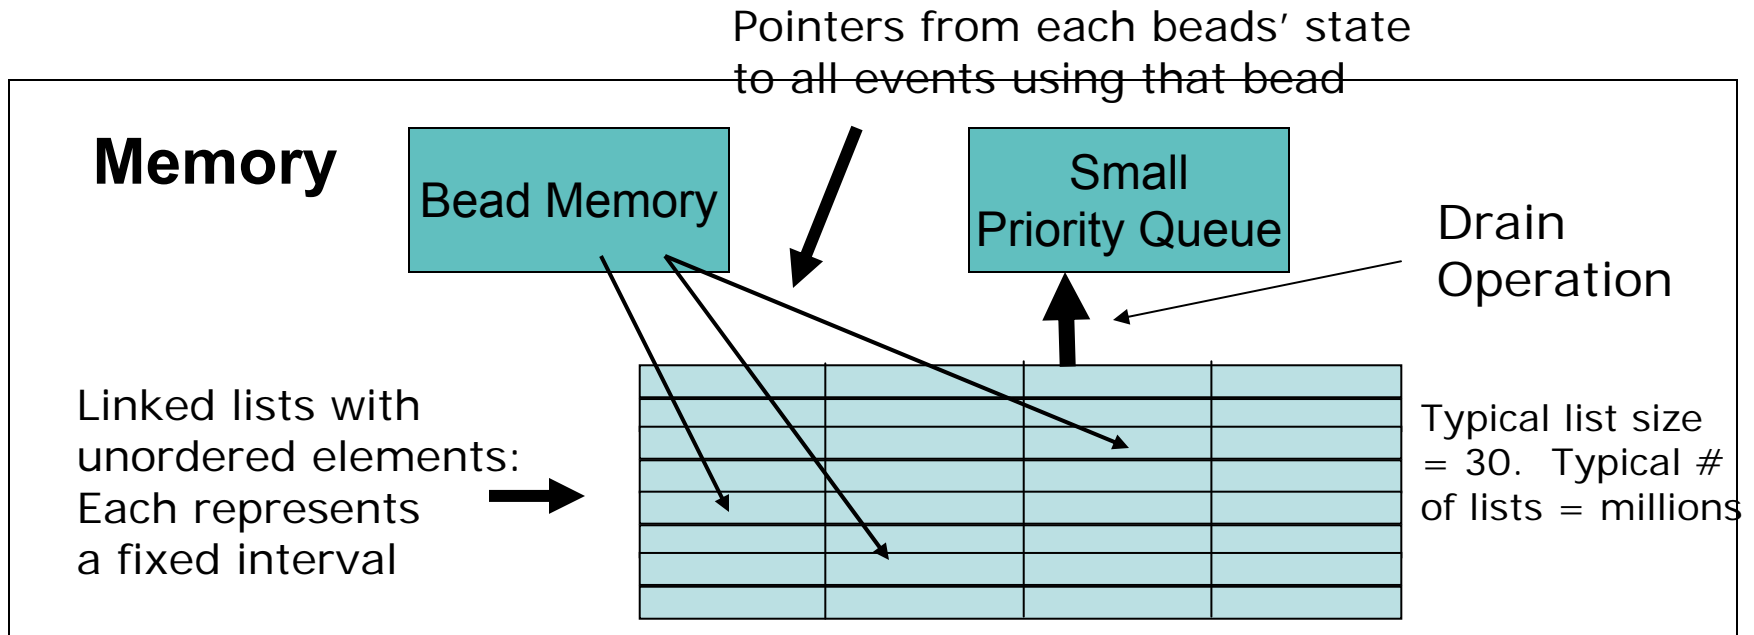 Pointers from each beads’ state
to all events using that bead
Memory
Bead Memory
Small
Priority Queue
Drain
Operation
Linked lists with
unordered elements:
Each represents
a fixed interval
Typical list size
= 30. Typical #
of lists = millions